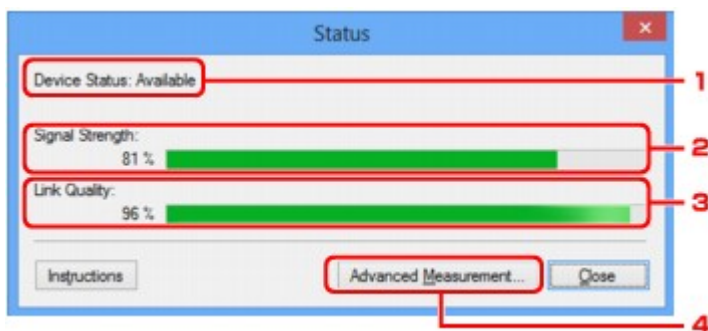 Status
Device Status: Available
1
Signal Strength:
81 %
2
Link Quality:
96 %
3
Instructions
Advanced Measurement...
Close
4